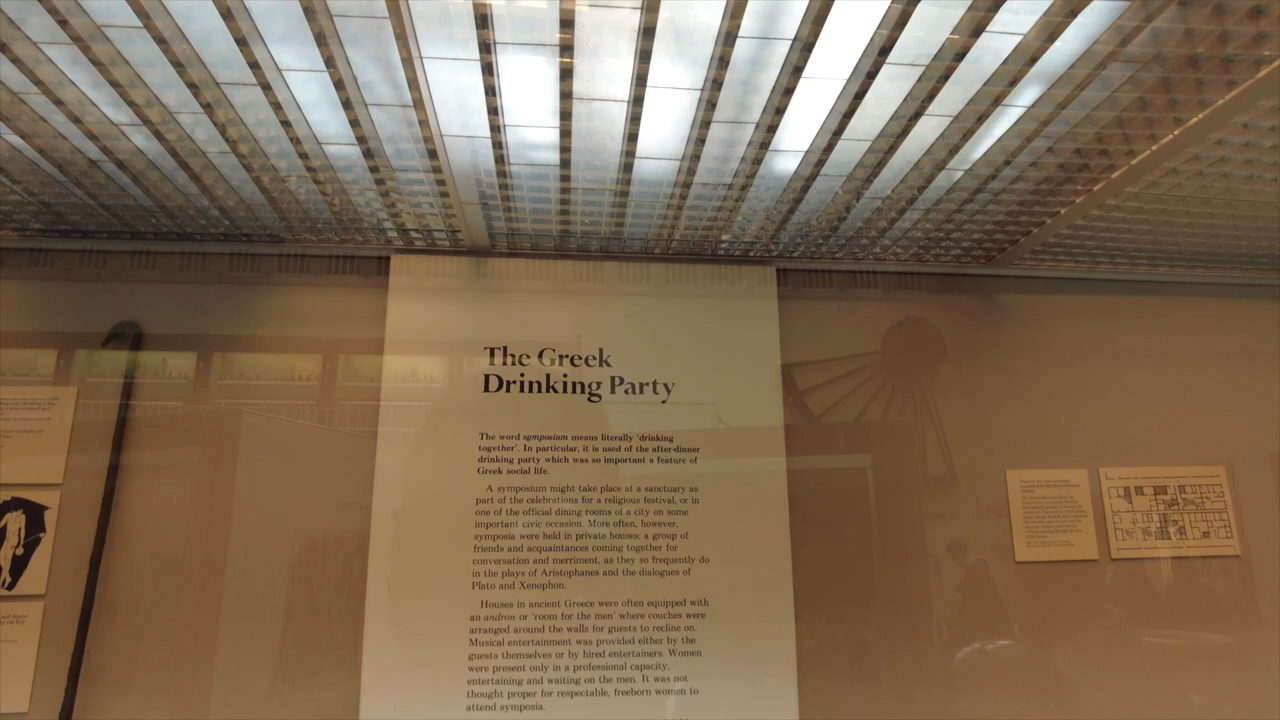 The Greek
Drinking Party
The word symposium means literally 'drinking
together'. In particular, it is used of the after-dinner
drinking party which was so important a feature of
Greek social life.
A symposium might take place at a sanctuary as
part of the celebrations for a religious festival, or in
one of the official dining rooms of a city on some
important civic occasion. More often, however,
symposia were held in private houses; a group of
friends and acquaintances coming together for
conversation and merriment, as they so frequently do
in the plays of Aristophanes and the dialogues of
Plato and Xenophon.
Houses in ancient Greece were often equipped with
an andron or 'room for the men' where couches were
arranged around the walls for guests to recline on.
Musical entertainment was provided either by the
guests themselves or by hired entertainers. Women
were present only in a professional capacity,
entertaining and waiting on the men. It was not
thought proper for respectable, freeborn women to
attend symposia.